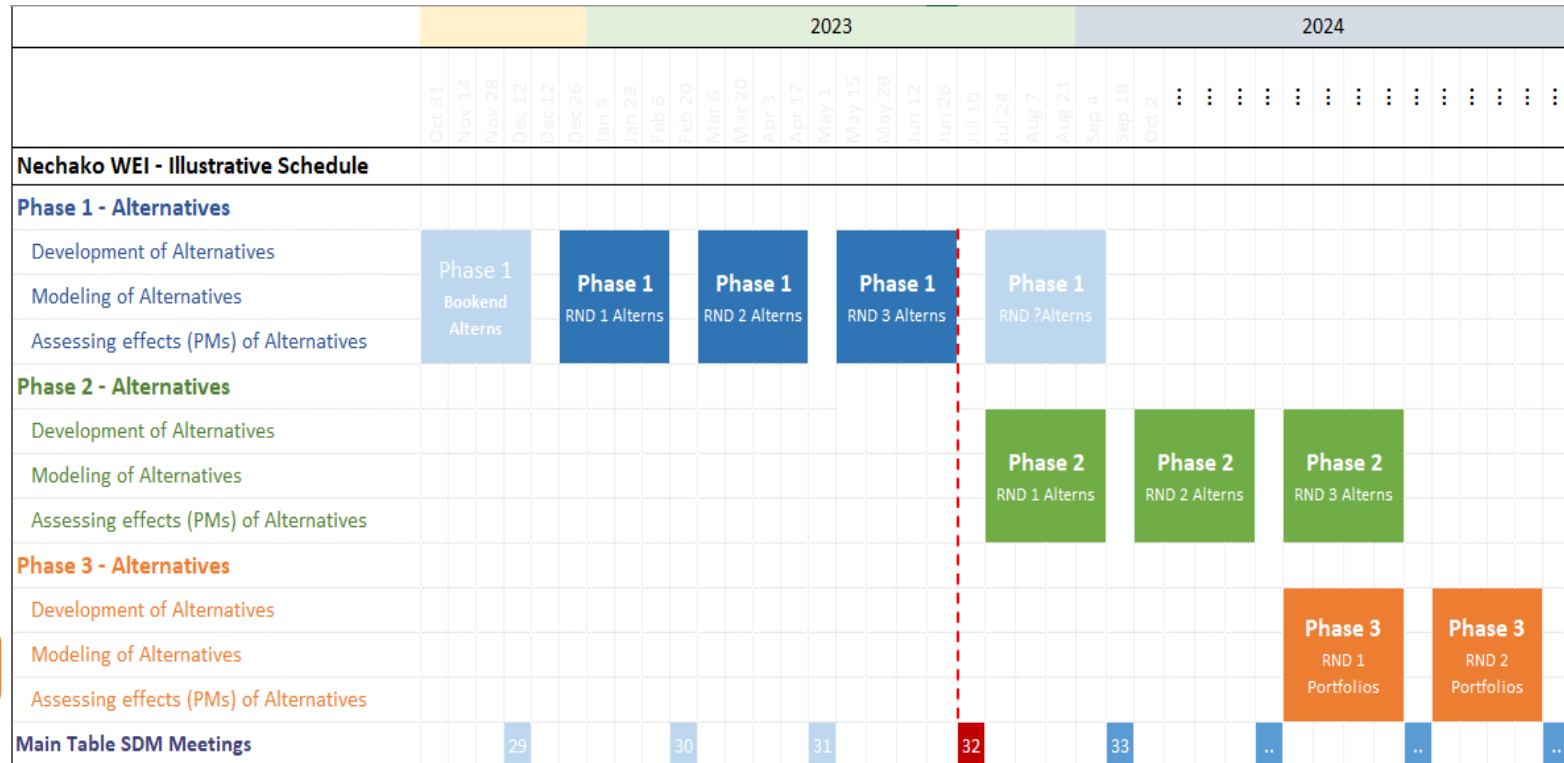 2023 2024
Oct 31 Nov 14 Nov 28 Dec 12 Dec 12 Dec 26 Jan 9 Jan 23 Feb 6 Feb 20 Mar 6 Mar 20 Apr 3 Apr 17 May 1 May 15 May 29 Jun 12 Jun 26 Jul 10 Jul 24 Aug 7 Aug 21 Sep 4 Sep 18 Oct 2 ... ... ... ... ... ... ... ... ... ... ... ... ... ...
Nechako WEI - Illustrative Schedule
Phase 1 - Alternatives
Development of Alternatives
Modeling of Alternatives
Assessing effects (PMs) of Alternatives
Phase 1
Bookend
Alterns
Phase 1
RND 1 Alterns
Phase 1
RND 2 Alterns
Phase 1
RND 3 Alterns
Phase 1
RND ?Alterns
Phase 2 - Alternatives
Development of Alternatives
Modeling of Alternatives
Assessing effects (PMs) of Alternatives
Phase 2
RND 1 Alterns
Phase 2
RND 2 Alterns
Phase 2
RND 3 Alterns
Phase 3 - Alternatives
Development of Alternatives
Modeling of Alternatives
Assessing effects (PMs) of Alternatives
Phase 3
RND 1
Portfolios
Phase 3
RND 2
Portfolios
Main Table SDM Meetings 29 30 31 32 33 .. .. ..